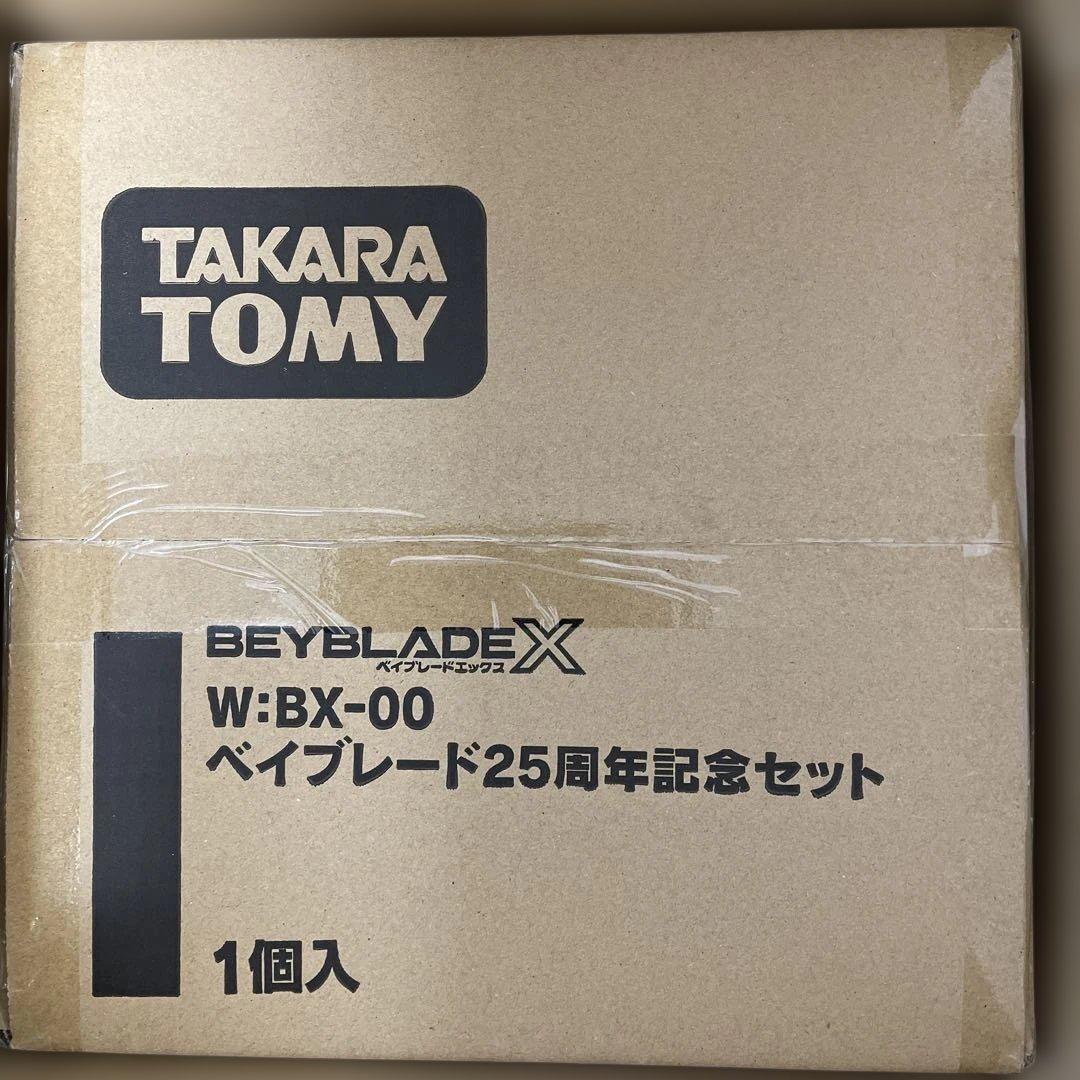 TAKARA
TOMY
BEYBLADE X
ベイブレードエックス
W:BX-00
ベイブレード25周年記念セット
1個入